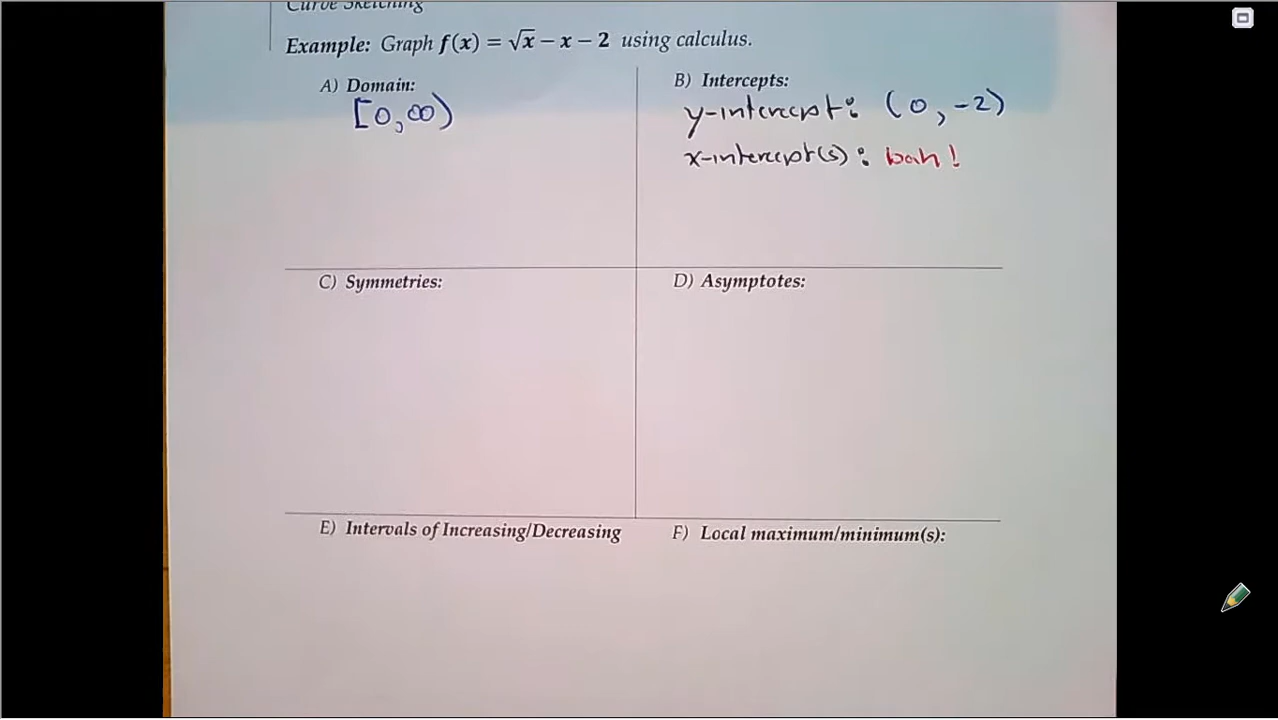 Curve Sketching
Example: Graph f(x) = √x − x − 2 using calculus.
A) Domain:
[0,∞)
B) Intercepts:
y-intercept: (0, -2)
x-intercept(s): bah!
C) Symmetries:
D) Asymptotes:
E) Intervals of Increasing/Decreasing
F) Local maximum/minimum(s):